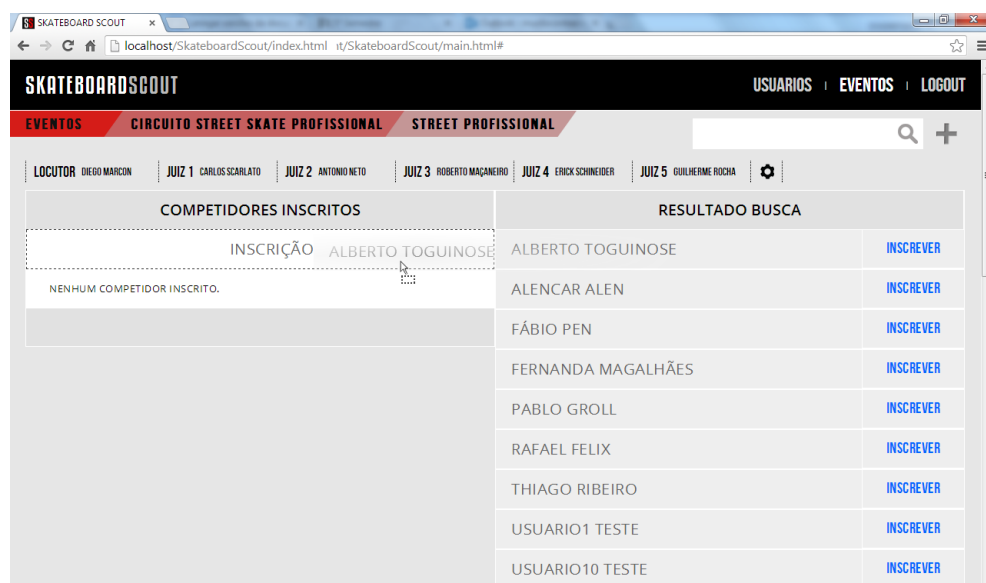 SKATEBOARD SCOUT ×
localhost/SkateboardScout/index.html it/SkateboardScout/main.html#
SKATEBOARDSCOUT USUARIOS EVENTOS LOGOUT
EVENTOS CIRCUITO STREET SKATE PROFISSIONAL STREET PROFISSIONAL
LOCUTOR DIEGO MARCON JUIZ 1 CARLOS SCARLATO JUIZ 2 ANTONIO NETO JUIZ 3 ROBERTO MAÇANEIRO JUIZ 4 ERICK SCHINEIDER JUIZ 5 GUILHERME ROCHA
COMPETIDORES INSCRITOS RESULTADO BUSCA
INSCRIÇÃO ALBERTO TOGUINOSE ALBERTO TOGUINOSE INSCREVER
NENHUM COMPETIDOR INSCRITO. ALENCAR ALEN INSCREVER
FÁBIO PEN INSCREVER
FERNANDA MAGALHÃES INSCREVER
PABLO GROLL INSCREVER
RAFAEL FELIX INSCREVER
THIAGO RIBEIRO INSCREVER
USUARIO1 TESTE INSCREVER
USUARIO10 TESTE INSCREVER